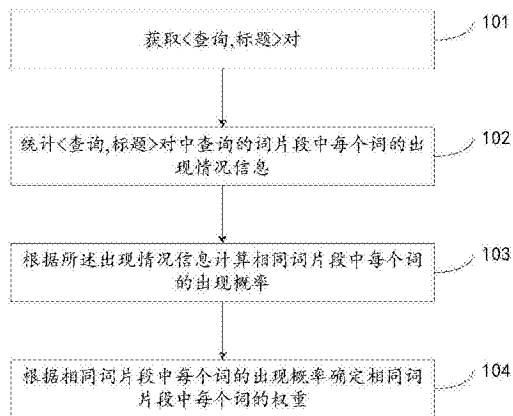 获取<查询,标题>对
101
统计<查询,标题>对中查询的词片段中每个词的出
现情况信息
102
根据所述出现情况信息计算相同词片段中每个词
的出现概率
103
根据相同词片段中每个词的出现概率确定相同词
片段中每个词的权重
104